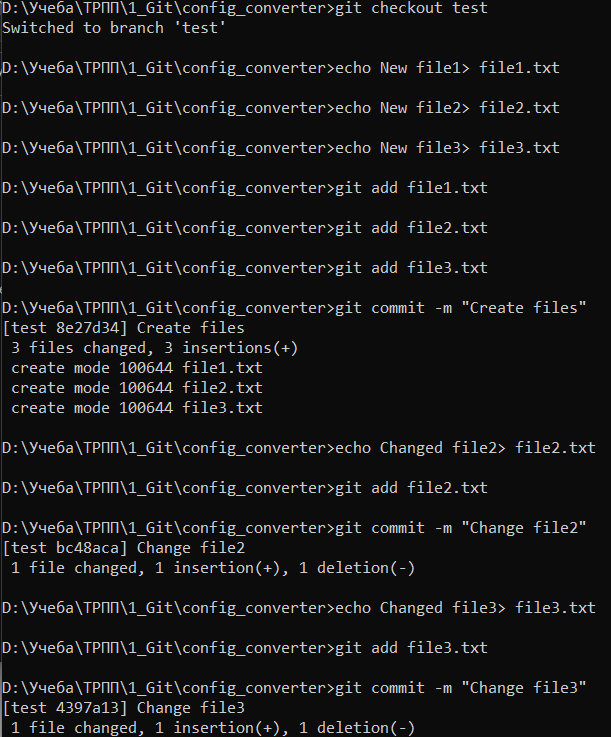 D:\Учеба\ТРПП\1_Git\config_converter>git checkout test
Switched to branch 'test'
D:\Учеба\ТРПП\1_Git\config_converter>echo New file1> file1.txt
D:\Учеба\ТРПП\1_Git\config_converter>echo New file2> file2.txt
D:\Учеба\ТРПП\1_Git\config_converter>echo New file3> file3.txt
D:\Учеба\ТРПП\1_Git\config_converter>git add file1.txt
D:\Учеба\ТРПП\1_Git\config_converter>git add file2.txt
D:\Учеба\ТРПП\1_Git\config_converter>git add file3.txt
D:\Учеба\ТРПП\1_Git\config_converter>git commit -m "Create files"
[test 8e27d34] Create files
 3 files changed, 3 insertions(+)
 create mode 100644 file1.txt
 create mode 100644 file2.txt
 create mode 100644 file3.txt
D:\Учеба\ТРПП\1_Git\config_converter>echo Changed file2> file2.txt
D:\Учеба\ТРПП\1_Git\config_converter>git add file2.txt
D:\Учеба\ТРПП\1_Git\config_converter>git commit -m "Change file2"
[test bc48aca] Change file2
 1 file changed, 1 insertion(+), 1 deletion(-)
D:\Учеба\ТРПП\1_Git\config_converter>echo Changed file3> file3.txt
D:\Учеба\ТРПП\1_Git\config_converter>git add file3.txt
D:\Учеба\ТРПП\1_Git\config_converter>git commit -m "Change file3"
[test 4397a13] Change file3
 1 file changed, 1 insertion(+), 1 deletion(-)